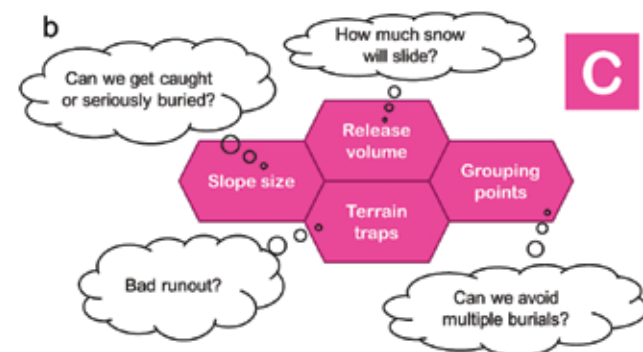 b
How much snow
will slide?
C
Can we get caught
or seriously buried?
Release
volume
Slope size
Grouping
points
Terrain
traps
Bad runout?
Can we avoid
multiple burials?